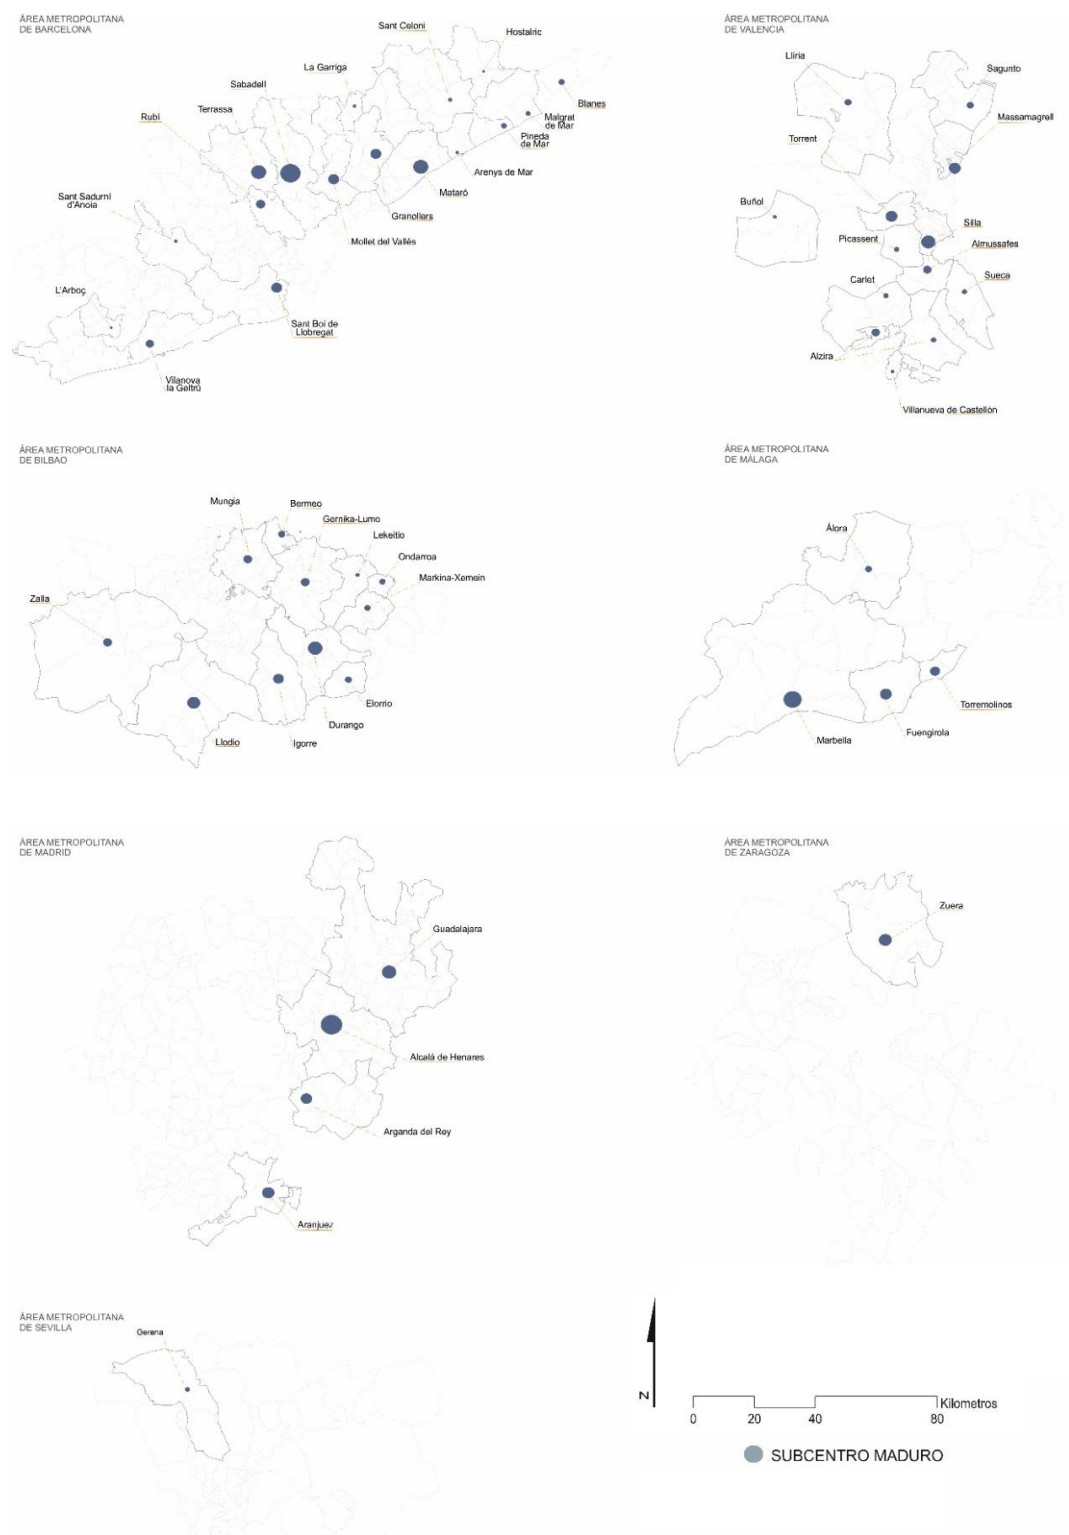 ÁREA METROPOLITANA
DE BARCELONA
Sant Celoni
Hostalric
La Garriga
Sabadell
Terrassa
Rubí
Blanes
Malgrat
de Mar
Pineda
de Mar
Arenys de Mar
Mataró
Granollers
Mollet del Vallés
Sant Sadurní
d'Anoia
L'Arboç
Sant Boi de
Llobregat
Vilanova
la Geltrú
ÁREA METROPOLITANA
DE VALENCIA
Llíria
Sagunto
Massamagrell
Torrent
Buñol
Silla
Picassent
Almussafes
Carlet
Sueca
Alzira
Villanueva de Castellón
ÁREA METROPOLITANA
DE BILBAO
Mungia
Bermeo
Gernika-Lumo
Lekeitio
Ondarroa
Markina-Xemein
Zalla
Elorrio
Durango
Igorre
Llodio
ÁREA METROPOLITANA
DE MÁLAGA
Álora
Torremolinos
Fuengirola
Marbella
ÁREA METROPOLITANA
DE MADRID
Guadalajara
Alcalá de Henares
Arganda del Rey
Aranjuez
ÁREA METROPOLITANA
DE ZARAGOZA
Zuera
ÁREA METROPOLITANA
DE SEVILLA
Gerena
N
Kilometros
0 20 40 80
SUBCENTRO MADURO